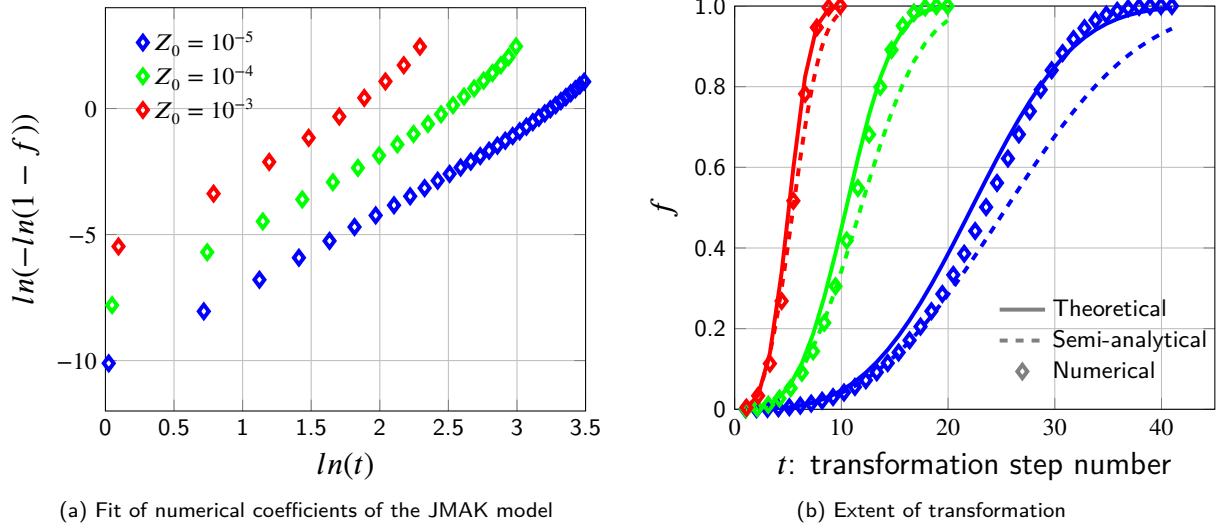 Z₀ = 10⁻⁵
Z₀ = 10⁻⁴
Z₀ = 10⁻³
0
−5
−10
ln(−ln(1 − f))
0 0.5 1 1.5 2 2.5 3 3.5
ln(t)
(a) Fit of numerical coefficients of the JMAK model
1.0
0.8
0.6
0.4
0.2
0
f
Theoretical
Semi-analytical
Numerical
0 10 20 30 40
t: transformation step number
(b) Extent of transformation